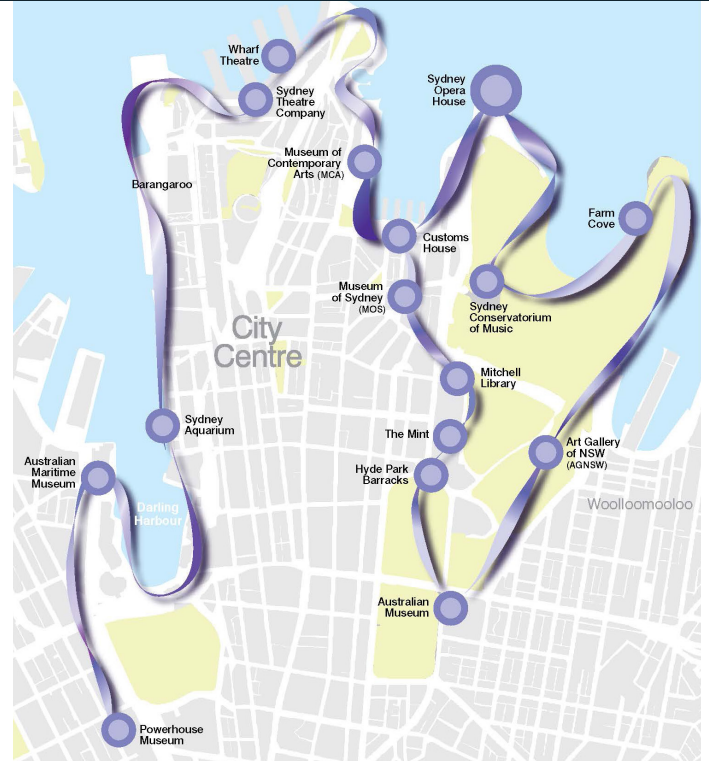 Wharf
Theatre
Sydney
Theatre
Company
Sydney
Opera
House
Museum of
Contemporary
Arts (MCA)
Barangaroo
Farm
Cove
Customs
House
Museum
of Sydney
(MOS)
Sydney
Conservatorium
of Music
City
Centre
Mitchell
Library
Sydney
Aquarium
The Mint
Art Gallery
of NSW
(AGNSW)
Australian
Maritime
Museum
Hyde Park
Barracks
Darling
Harbour
Woolloomooloo
Australian
Museum
Powerhouse
Museum